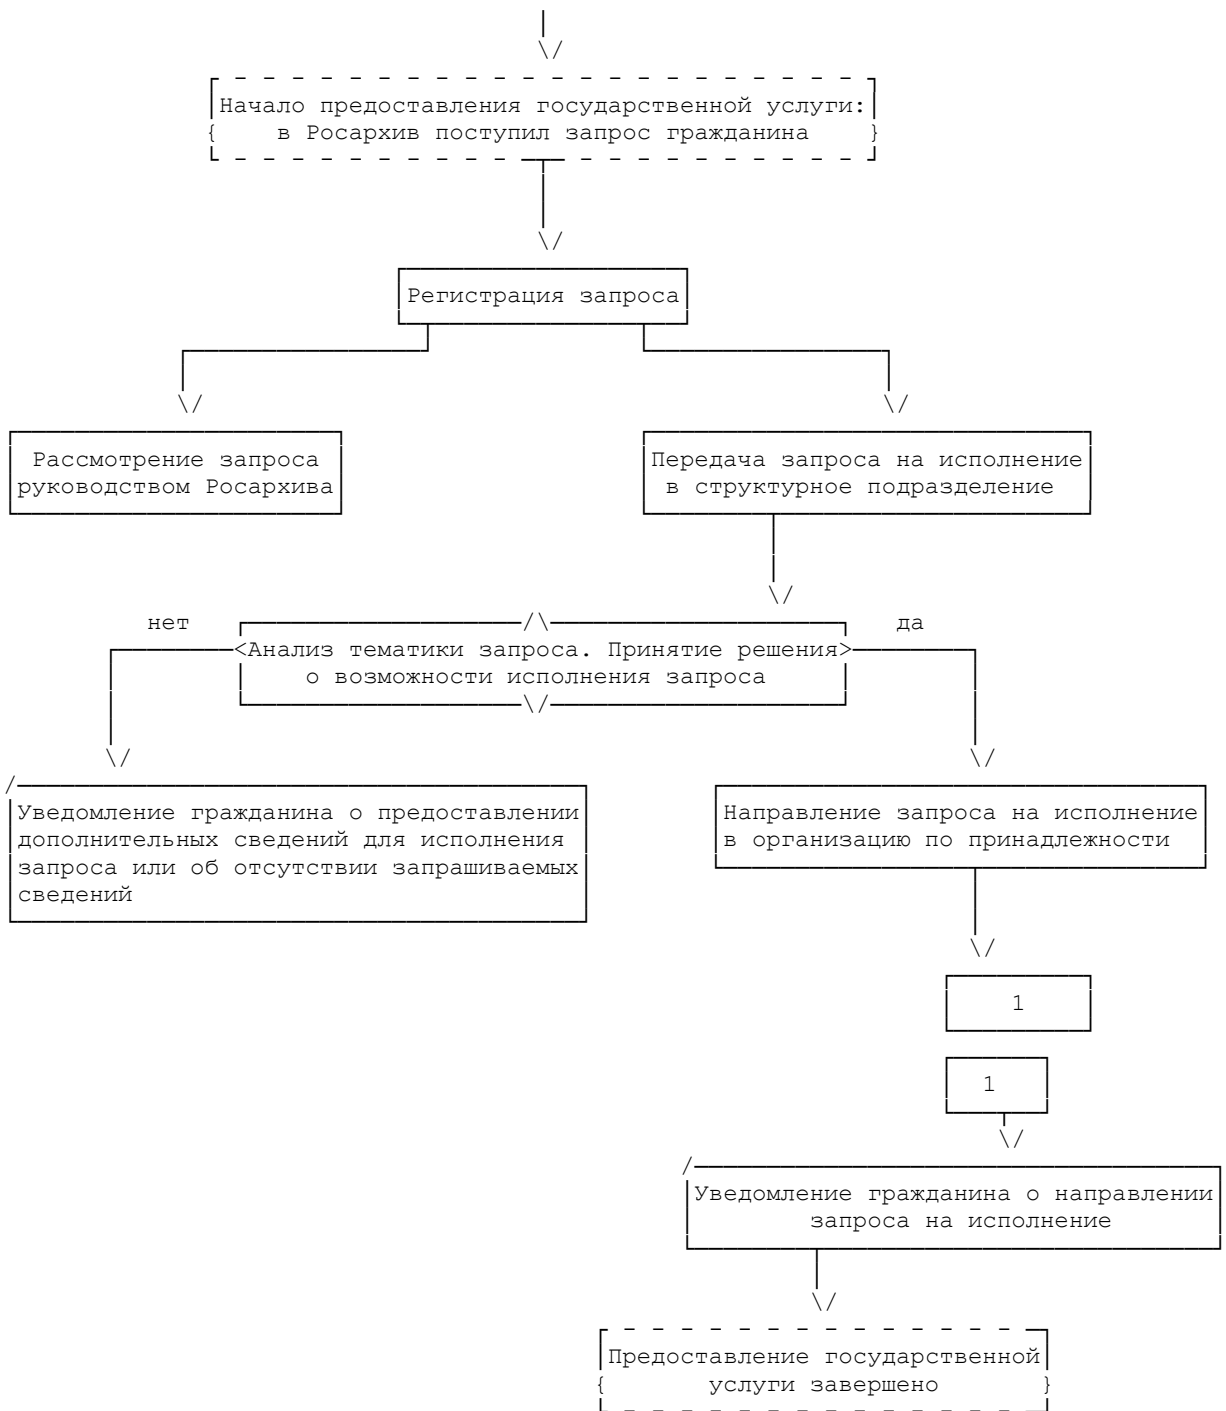 Начало предоставления государственной услуги:
в Росархив поступил запрос гражданина
Регистрация запроса
Рассмотрение запроса
руководством Росархива
Передача запроса на исполнение
в структурное подразделение
нет
да
Анализ тематики запроса. Принятие решения
о возможности исполнения запроса
Уведомление гражданина о предоставлении
дополнительных сведений для исполнения
запроса или об отсутствии запрашиваемых
сведений
Направление запроса на исполнение
в организацию по принадлежности
1
1
Уведомление гражданина о направлении
запроса на исполнение
Предоставление государственной
услуги завершено